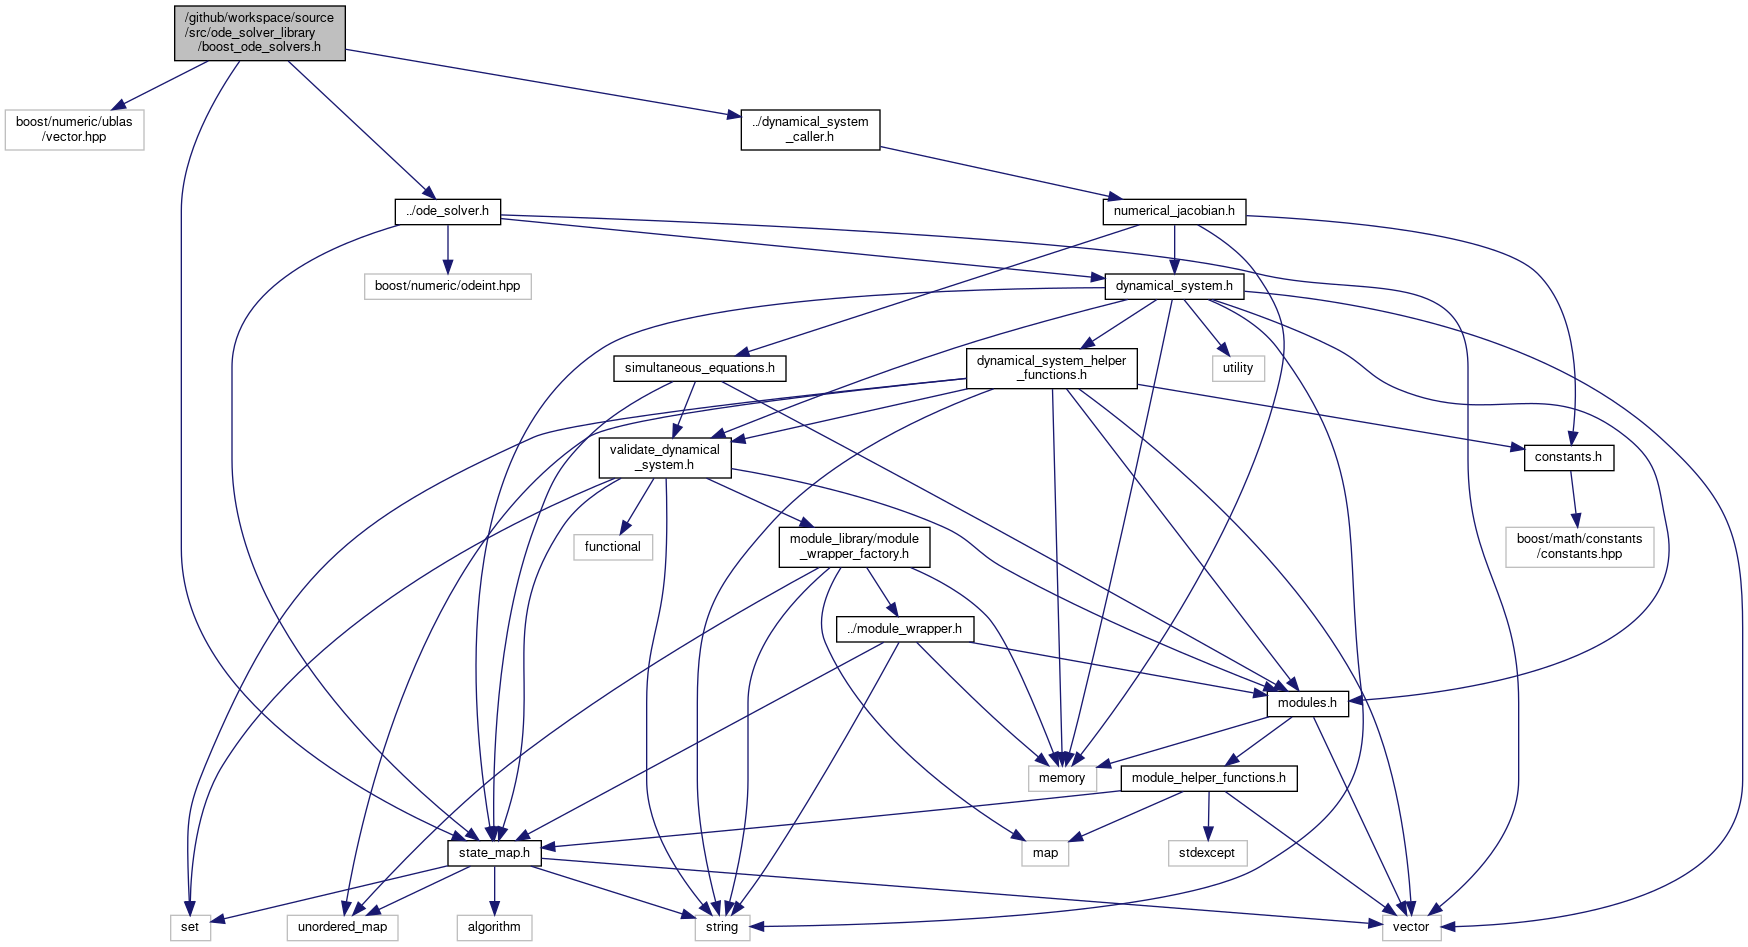 /github/workspace/source
/src/ode_solver_library
/boost_ode_solvers.h
boost/numeric/ublas
/vector.hpp
../dynamical_system
_caller.h
../ode_solver.h
numerical_jacobian.h
boost/numeric/odeint.hpp
dynamical_system.h
simultaneous_equations.h
dynamical_system_helper
_functions.h
utility
validate_dynamical
_system.h
constants.h
functional
module_library/module
_wrapper_factory.h
boost/math/constants
/constants.hpp
../module_wrapper.h
modules.h
memory
module_helper_functions.h
state_map.h
map
stdexcept
set
unordered_map
algorithm
string
vector